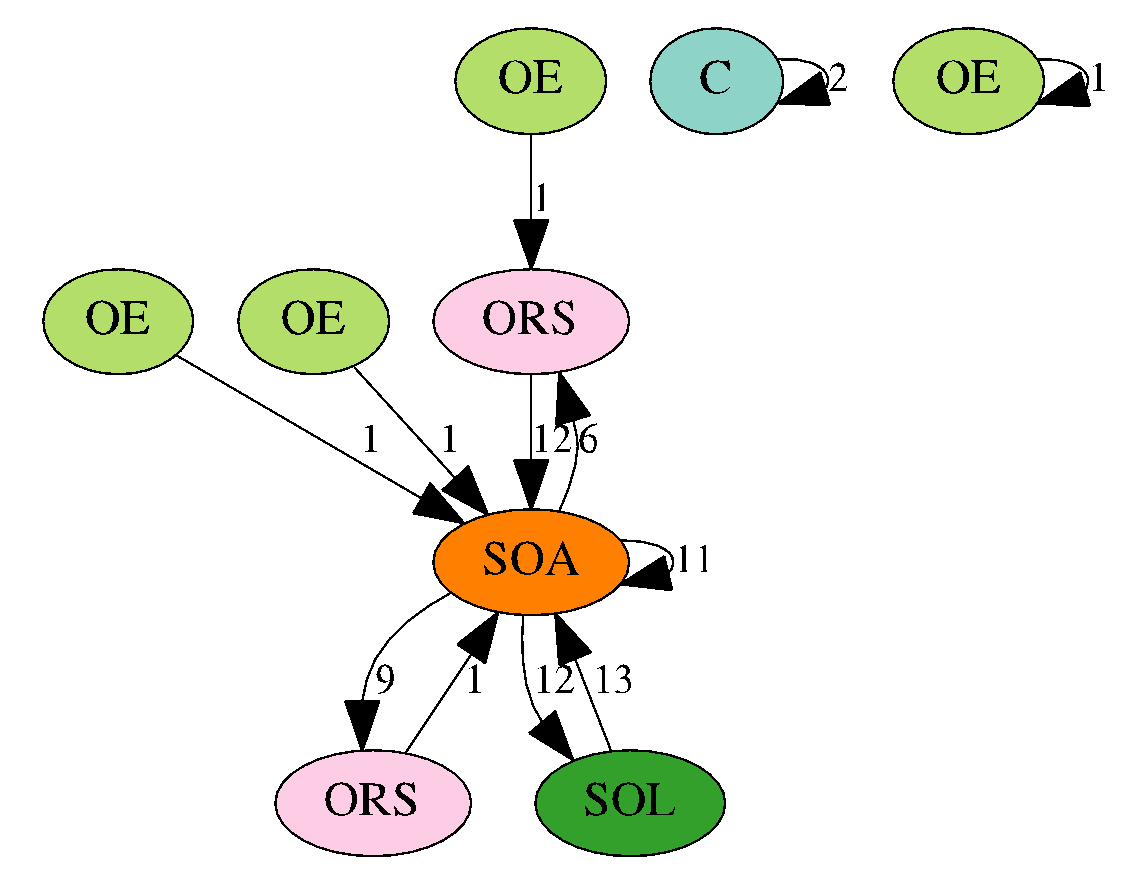 OE C 2 OE 1
1
OE OE ORS
1 1 12 6
SOA 11
9 1 12 13
ORS SOL